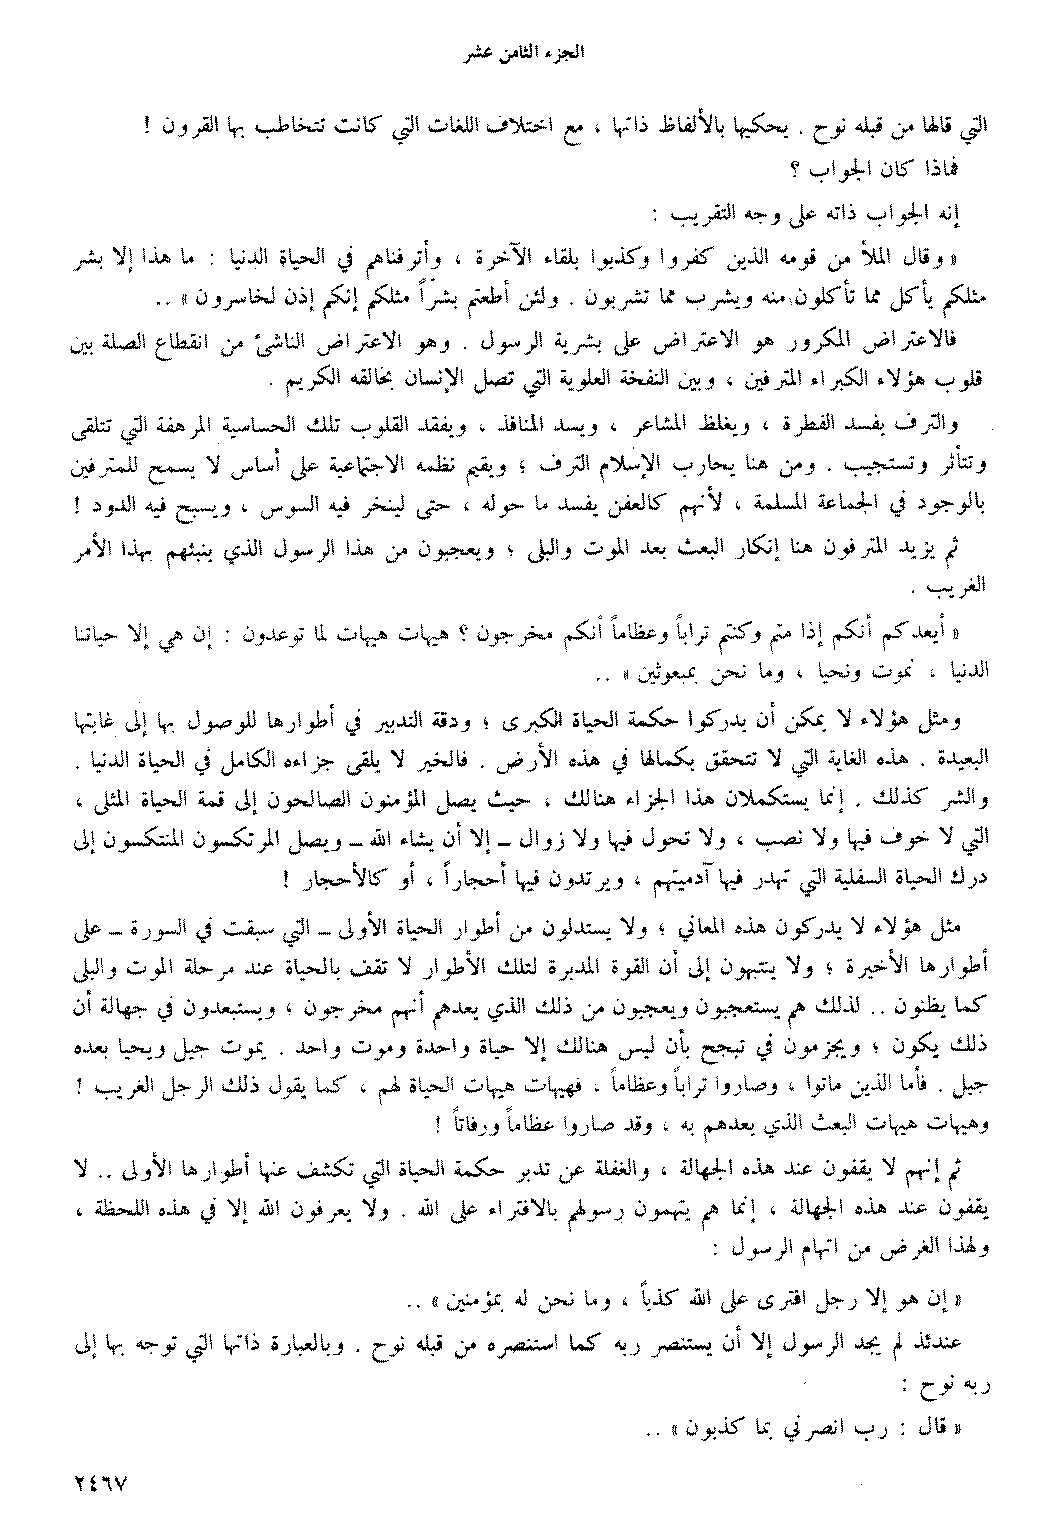 الجزء الثامن عشر
التي قالها من قبله نوح . يحكيها بالألفاظ ذاتها ، مع اختلاف اللغات التي كانت تتخاطب بها القرون !
فماذا كان الجواب ؟
إنه الجواب ذاته على وجه التقريب :
« وقال الملأ من قومه الذين كفروا وكذبوا بلقاء الآخرة ، وأترفناهم في الحياة الدنيا : ما هذا إلا بشر
مثلكم يأكل مما تأكلون منه ويشرب مما تشربون . ولئن أطعتم بشراً مثلكم إنكم إذن لخاسرون » ..
فالاعتراض المكرور هو الاعتراض على بشرية الرسول . وهو الاعتراض الناشئ من انقطاع الصلة بين
قلوب هؤلاء الكبراء المترفين ، وبين النفخة العلوية التي تصل الإنسان بخالقه الكريم .
والترف يفسد الفطرة ، ويغلظ المشاعر ، ويسد المنافذ ، ويفقد القلوب تلك الحساسية المرهفة التي تتلقى
وتتأثر وتستجيب . ومن هنا يحارب الإسلام الترف ؛ ويقيم نظمه الاجتماعية على أساس لا يسمح للمترفين
بالوجود في الجماعة المسلمة ، لأنهم كالعفن يفسد ما حوله ، حتى لينخر فيه السوس ، ويسبح فيه الدود !
ثم يزيد المترفون هنا إنكار البعث بعد الموت والبلى ؛ ويعجبون من هذا الرسول الذي ينبئهم بهذا الأمر
الغريب .
« أيعدكم أنكم إذا متم وكنتم تراباً وعظاماً أنكم مخرجون ؟ هيهات هيهات لما توعدون : إن هي إلا حياتنا
الدنيا ، نموت ونحيا ، وما نحن بمبعوثين » ..
ومثل هؤلاء لا يمكن أن يدركوا حكمة الحياة الكبرى ؛ ودقة التدبير في أطوارها للوصول بها إلى غايتها
البعيدة . هذه الغاية التي لا تتحقق بكمالها في هذه الأرض . فالخير لا يلقى جزاءه الكامل في الحياة الدنيا .
والشر كذلك . إنما يستكملان هذا الجزاء هنالك ، حيث يصل المؤمنون الصالحون إلى قمة الحياة المثلى ،
التي لا خوف فيها ولا نصب ، ولا تحول فيها ولا زوال – إلا أن يشاء الله – ويصل المرتكسون المنتكسون إلى
درك الحياة السفلية التي تهدر فيها آدميتهم ، ويرتدون فيها أحجاراً ، أو كالأحجار !
مثل هؤلاء لا يدركون هذه المعاني ؛ ولا يستدلون من أطوار الحياة الأولى – التي سبقت في السورة – على
أطوارها الأخيرة ؛ ولا ينتبهون إلى أن القوة المدبرة لتلك الأطوار لا تقف بالحياة عند مرحلة الموت والبلى
كما يظنون .. لذلك هم يستعجبون ويعجبون من ذلك الذي يعدهم أنهم مخرجون ؛ ويستبعدون في جهالة أن
ذلك يكون ؛ ويجزمون في تبجح بأن ليس هنالك إلا حياة واحدة وموت واحد . يموت جيل ويحيا بعده
جيل . فأما الذين ماتوا ، وصاروا تراباً وعظاماً ، فهيهات هيهات الحياة لهم ، كما يقول ذلك الرجل الغريب !
وهيهات هيهات البعث الذي يعدهم به ، وقد صاروا عظاماً ورفاتاً !
ثم إنهم لا يقفون عند هذه الجهالة ، والغفلة عن تدبر حكمة الحياة التي تكشف عنها أطوارها الأولى .. لا
يقفون عند هذه الجهالة ، إنما هم يتهمون رسولهم بالافتراء على الله . ولا يعرفون الله إلا في هذه اللحظة ،
ولهذا الغرض من اتهام الرسول :
« إن هو إلا رجل افترى على الله كذباً ، وما نحن له بمؤمنين » ..
عندئذ لم يجد الرسول إلا أن يستنصر ربه كما استنصره من قبله نوح . وبالعبارة ذاتها التي توجه بها إلى
ربه نوح :
« قال : رب انصرني بما كذبون » ..
٢٤٦٧